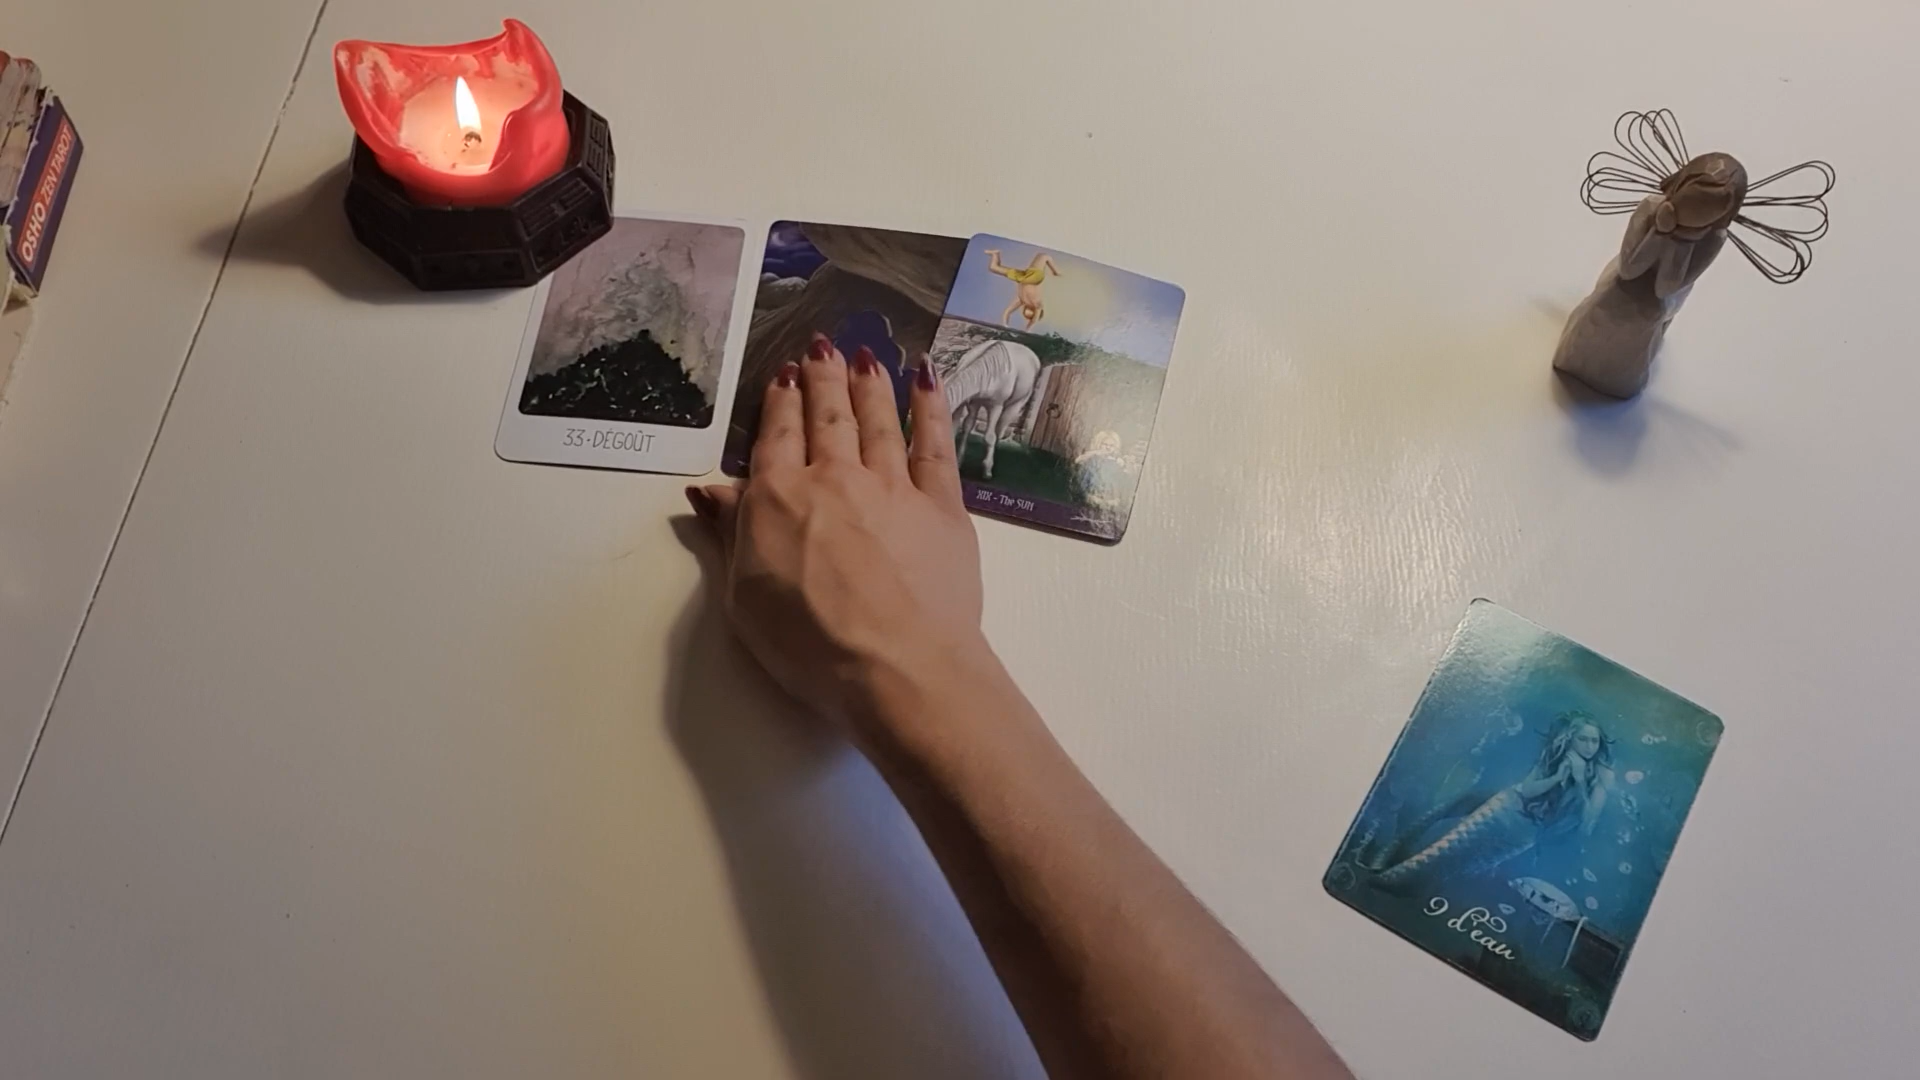 OSHO ZEN TAROT
33-DÉGOÛT
XIX - The SUN
9 d'eau